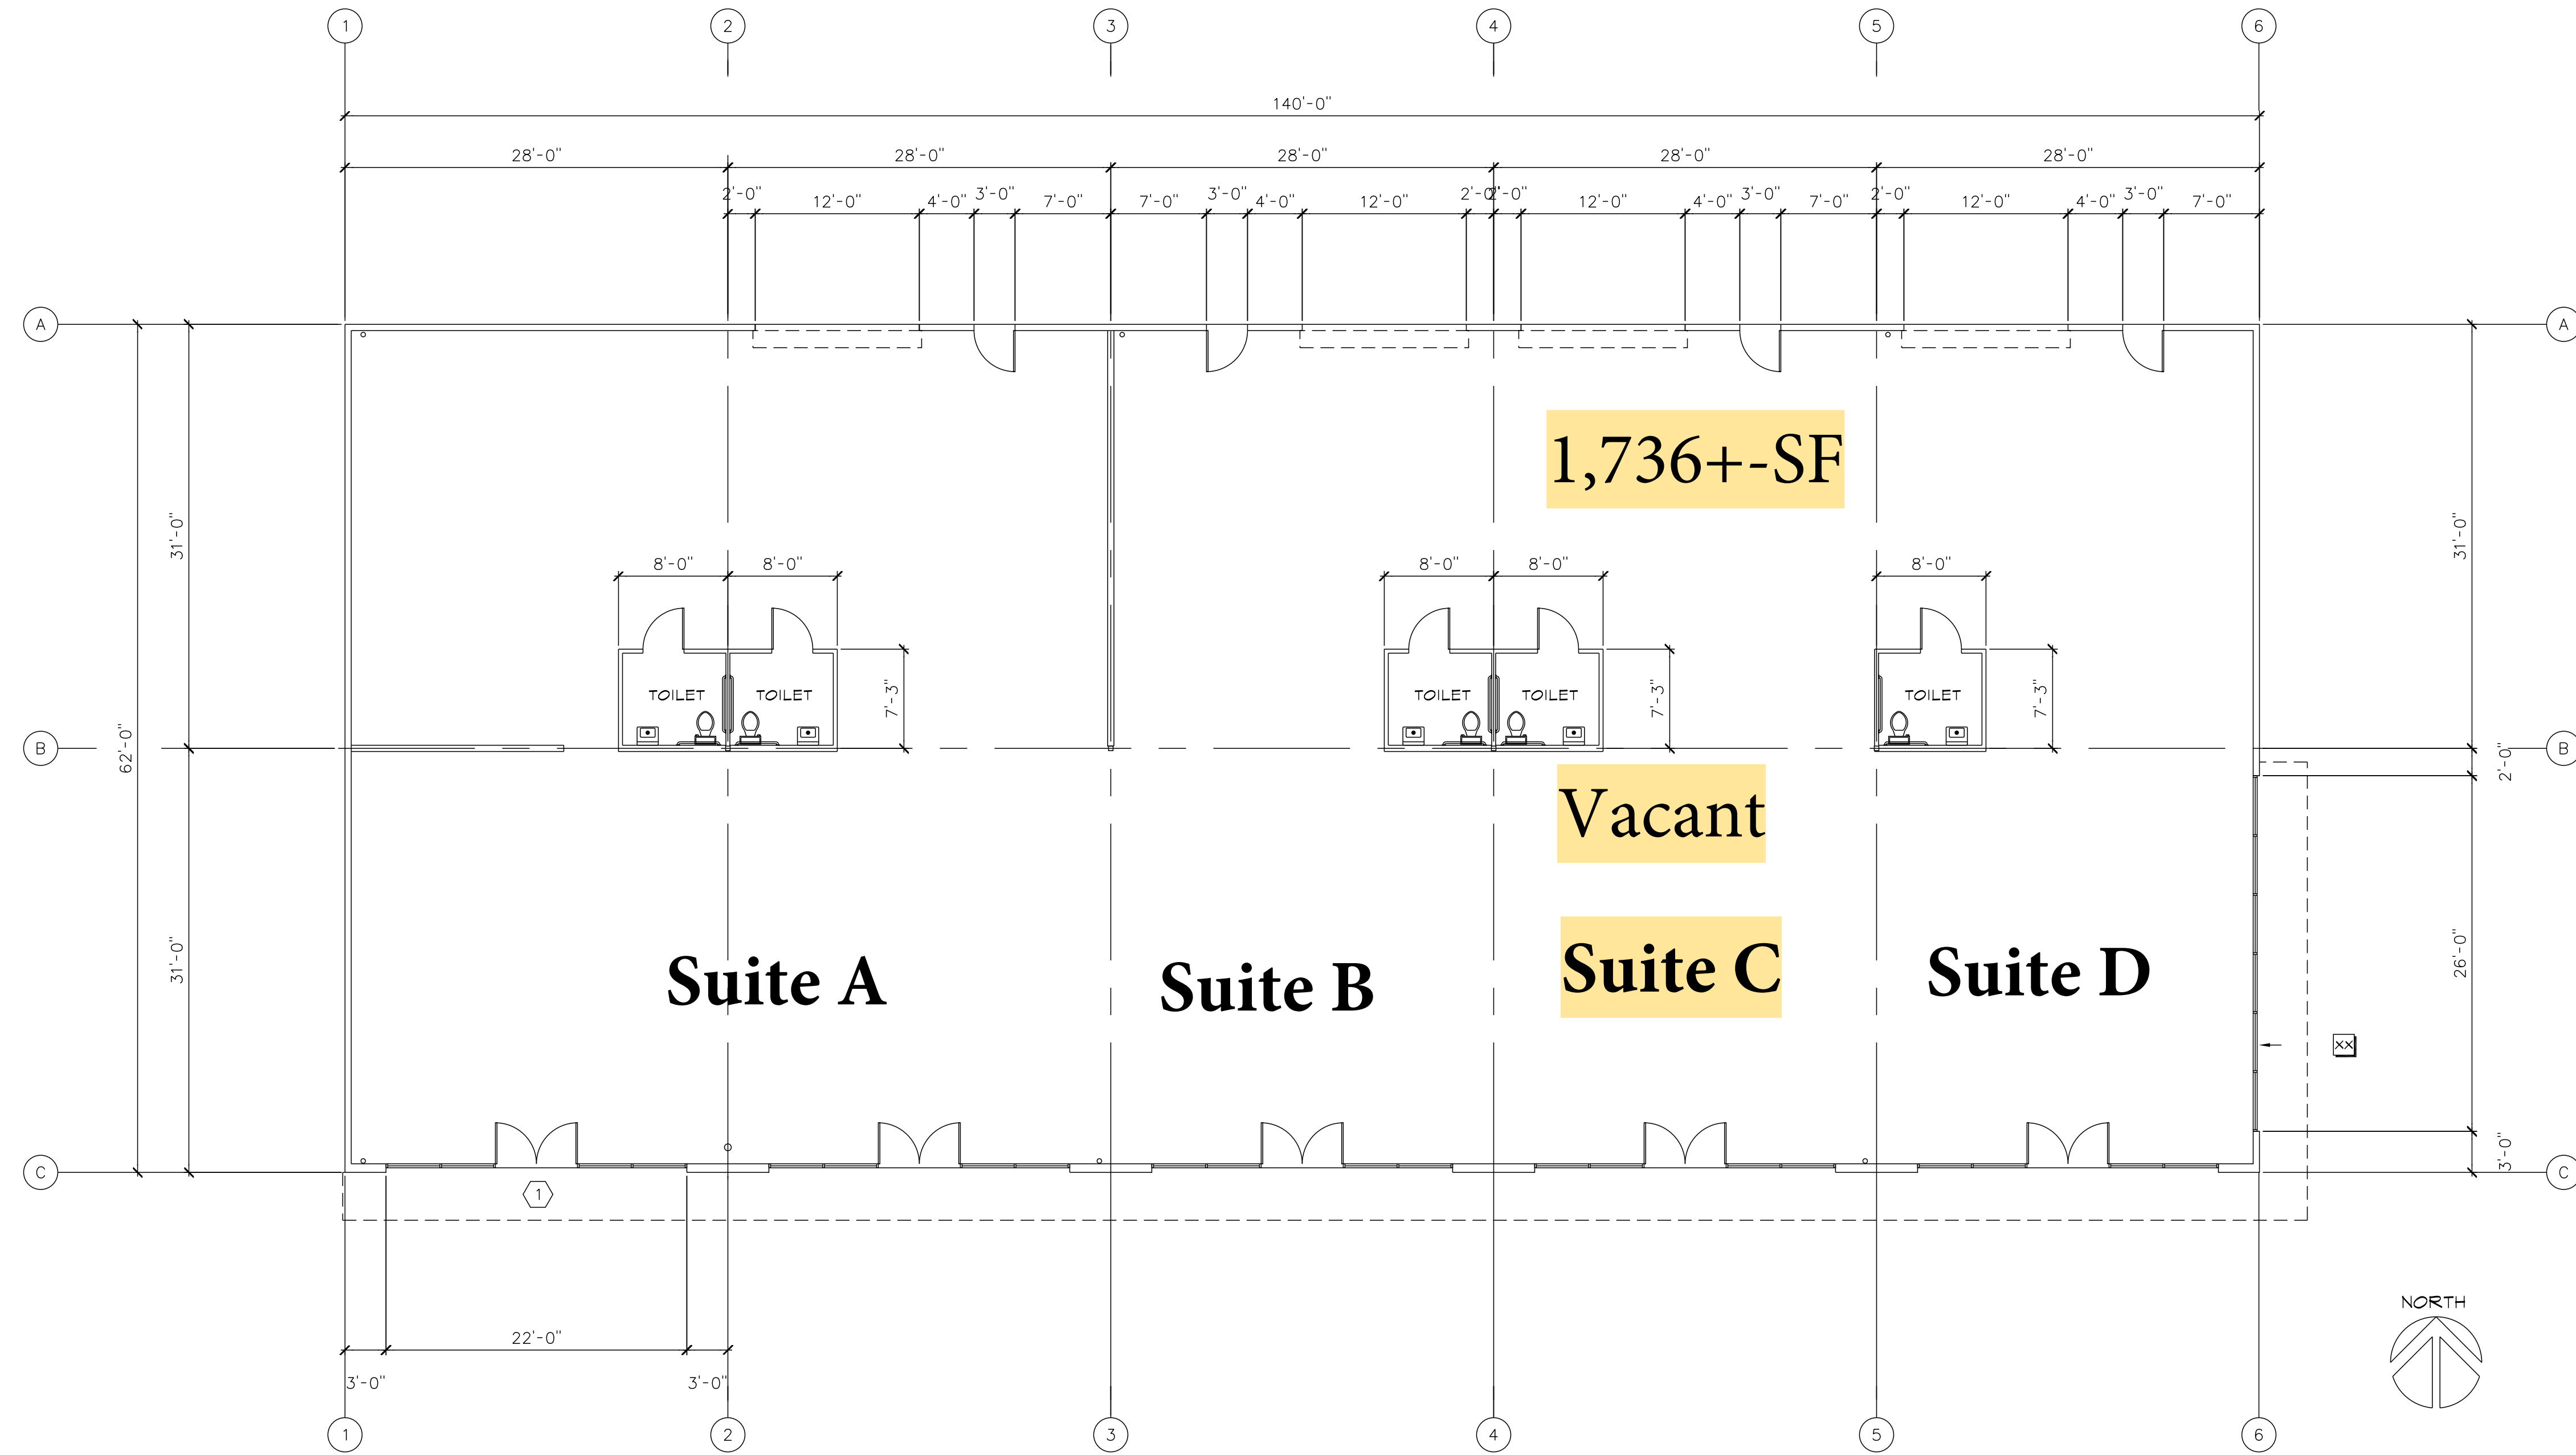 1 2 3 4 5 6
140'-0"
28'-0" 28'-0" 28'-0" 28'-0" 28'-0"
2'-0" 12'-0" 4'-0" 3'-0" 7'-0" 7'-0" 3'-0" 4'-0" 12'-0" 2'-0" 2'-0" 12'-0" 4'-0" 3'-0" 7'-0" 2'-0" 12'-0" 4'-0" 3'-0" 7'-0"
A A
1,736+-SF
31'-0" 31'-0"
8'-0" 8'-0" 8'-0" 8'-0" 8'-0"
TOILET TOILET 7'-3" TOILET TOILET 7'-3" TOILET 7'-3"
B 62'-0" B
2'-0"
Vacant
31'-0" Suite A Suite B Suite C Suite D 26'-0"
XX
3'-0"
C C
1
NORTH
22'-0"
3'-0" 3'-0"
1 2 3 4 5 6